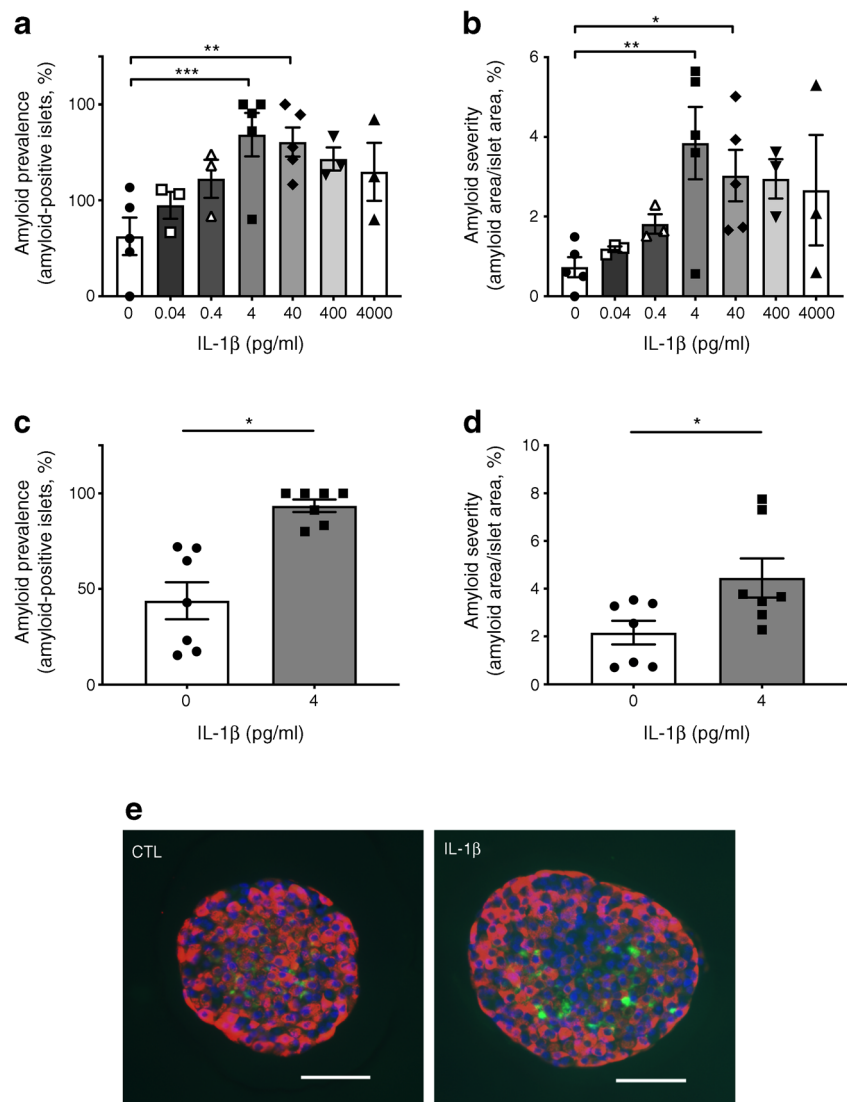 a
Amyloid prevalence
(amyloid-positive islets, %)
100
100
0
**
***
0 0.04 0.4 4 40 400 4000
IL-1β (pg/ml)
b
Amyloid severity
(amyloid area/islet area, %)
6
4
2
0
*
**
0 0.04 0.4 4 40 400 4000
IL-1β (pg/ml)
c
Amyloid prevalence
(amyloid-positive islets, %)
100
50
0
*
0 4
IL-1β (pg/ml)
d
Amyloid severity
(amyloid area/islet area, %)
10
8
6
4
2
0
*
0 4
IL-1β (pg/ml)
e
CTL
IL-1β